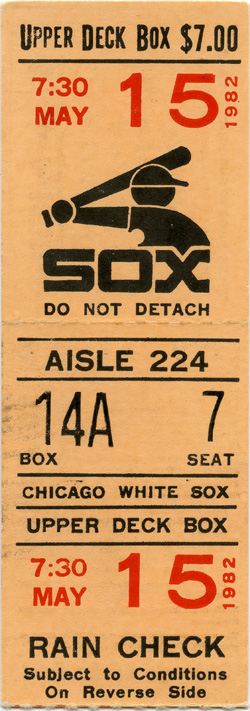 UPPER DECK BOX $7.00
7:30 MAY 15 1982
SOX
DO NOT DETACH
AISLE 224
14A 7
BOX SEAT
CHICAGO WHITE SOX
UPPER DECK BOX
7:30 MAY 15 1982
RAIN CHECK
Subject to Conditions
On Reverse Side